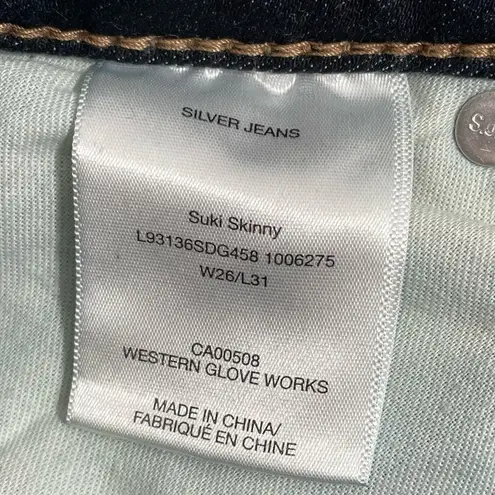 SILVER JEANS
Suki Skinny
L93136SDG458 1006275
W26/L31
CA00508
WESTERN GLOVE WORKS
MADE IN CHINA/
FABRIQUÉ EN CHINE